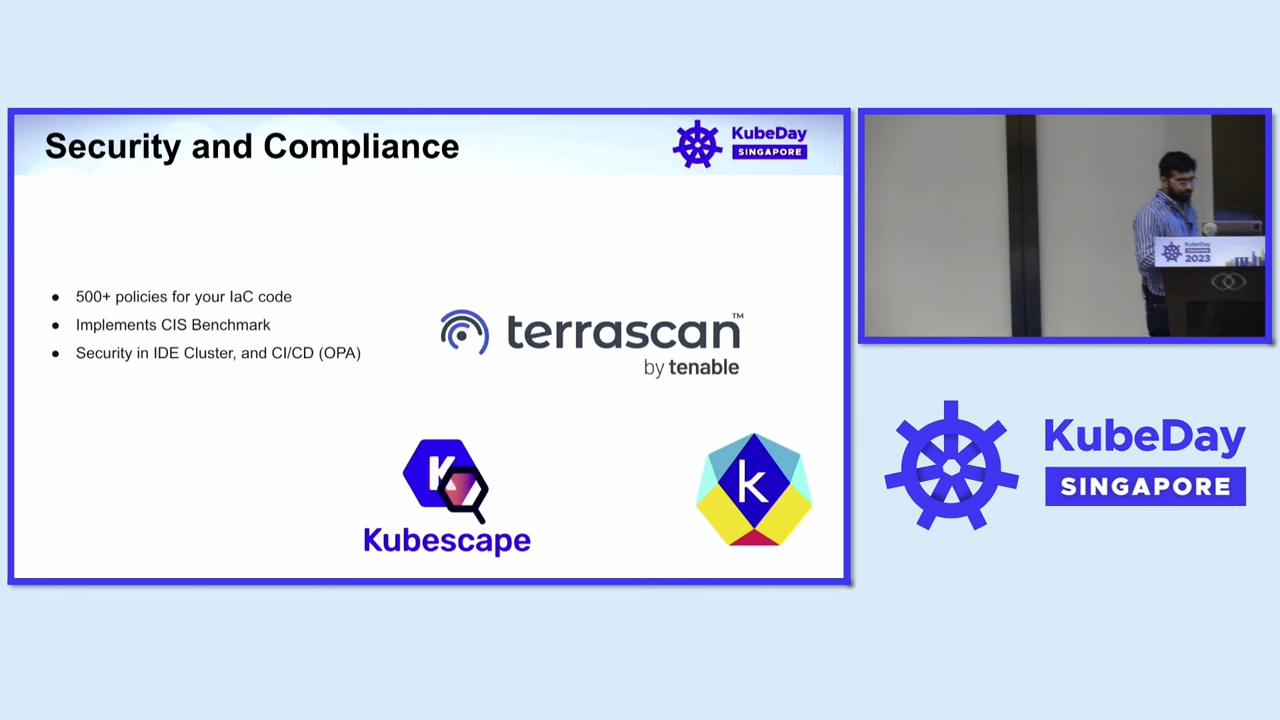 Security and Compliance
KubeDay
SINGAPORE
● 500+ policies for your IaC code
● Implements CIS Benchmark
● Security in IDE Cluster, and CI/CD (OPA)
terrascan™
by tenable
K
Kubescape
k
KubeDay
2023
KubeDay
SINGAPORE